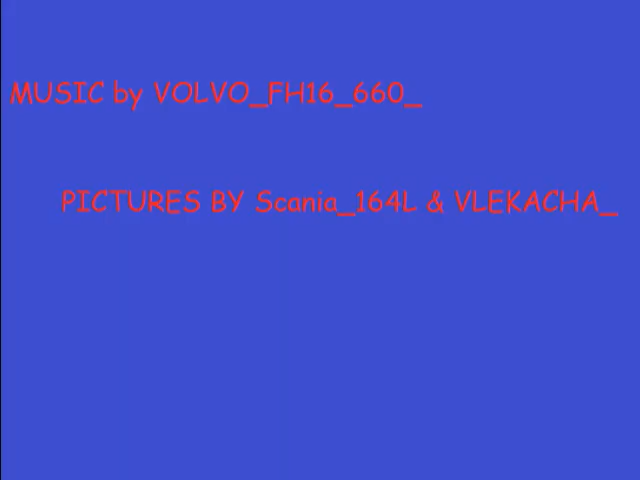 MUSIC by VOLVO_FH16_660_
PICTURES BY Scania_164L & VLEKACHA_